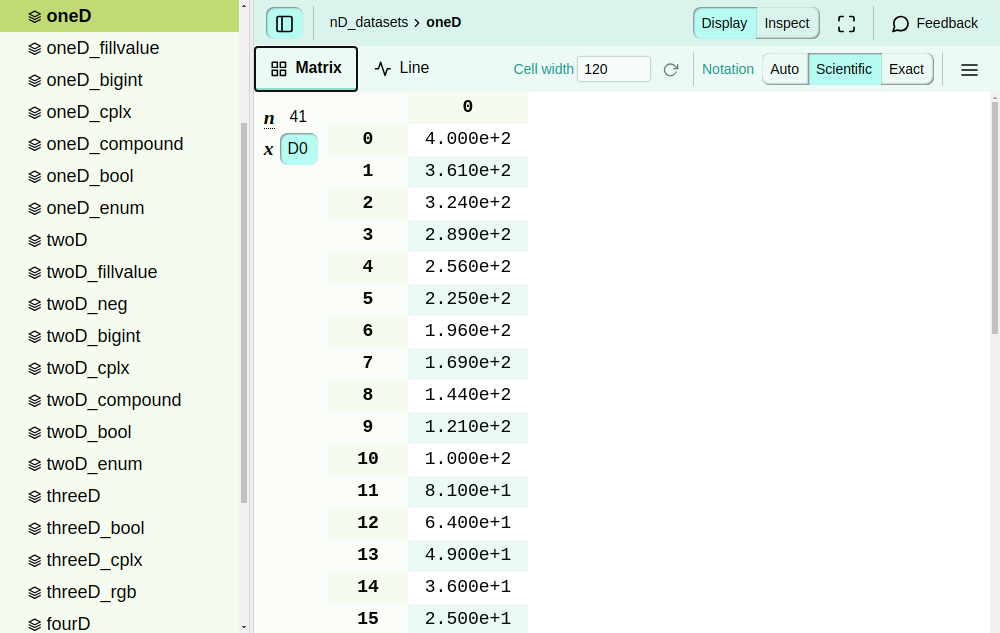 oneD
oneD_fillvalue
oneD_bigint
oneD_cplx
oneD_compound
oneD_bool
oneD_enum
twoD
twoD_fillvalue
twoD_neg
twoD_bigint
twoD_cplx
twoD_compound
twoD_bool
twoD_enum
threeD
threeD_bool
threeD_cplx
threeD_rgb
fourD
nD_datasets › oneD
Display Inspect Feedback
Matrix Line Cell width 120 Notation Auto Scientific Exact
n 41
x D0
0
0 4.000e+2
1 3.610e+2
2 3.240e+2
3 2.890e+2
4 2.560e+2
5 2.250e+2
6 1.960e+2
7 1.690e+2
8 1.440e+2
9 1.210e+2
10 1.000e+2
11 8.100e+1
12 6.400e+1
13 4.900e+1
14 3.600e+1
15 2.500e+1